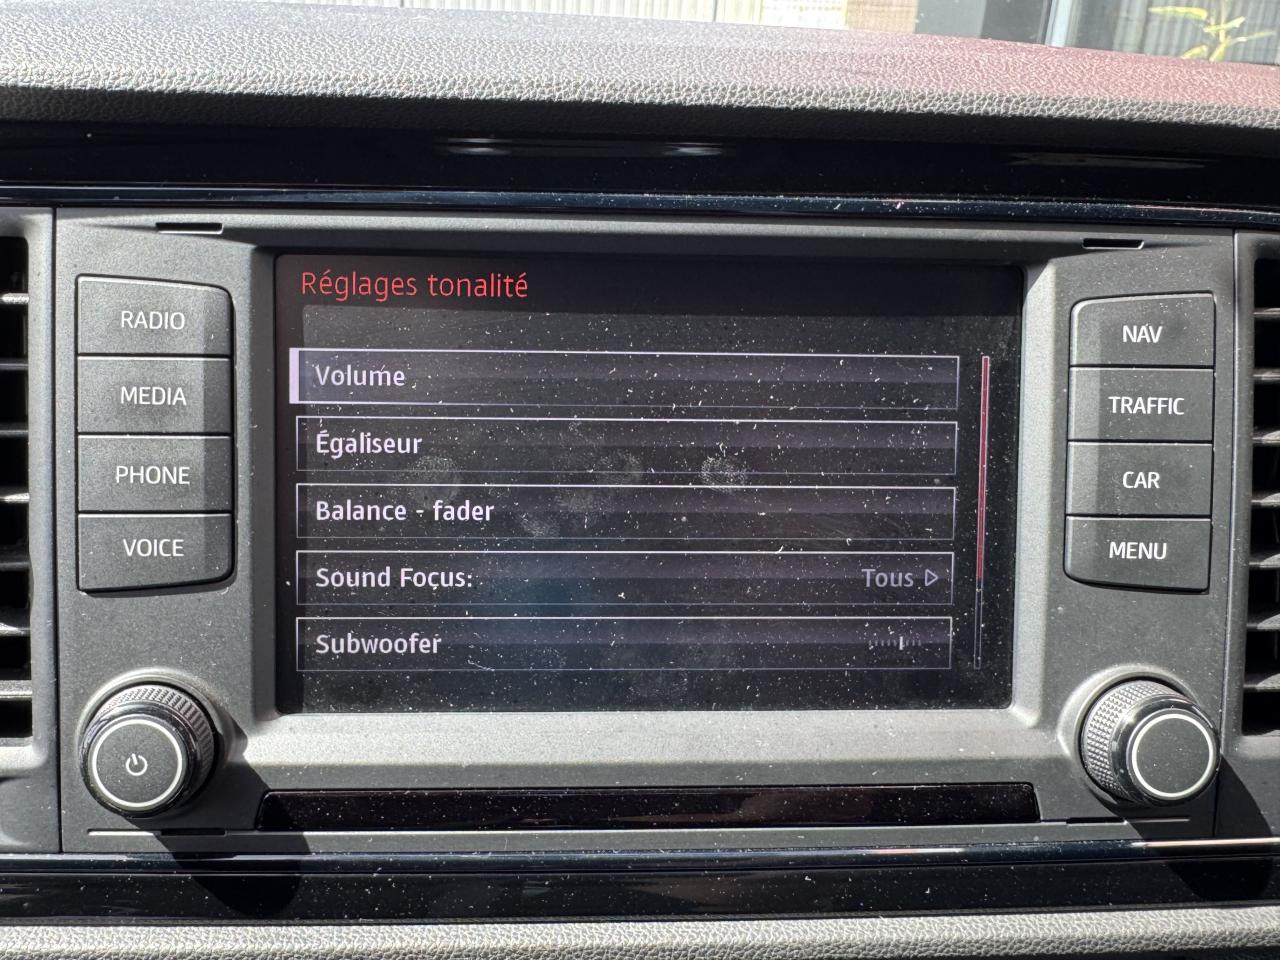 Réglages tonalité
Volume
Égaliseur
Balance - fader
Sound Focus: Tous
Subwoofer
RADIO
MEDIA
PHONE
VOICE
NAV
TRAFFIC
CAR
MENU